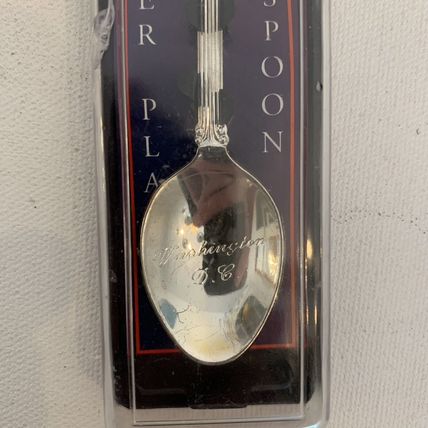 ER PLA
SPOON
Washington
D.C.